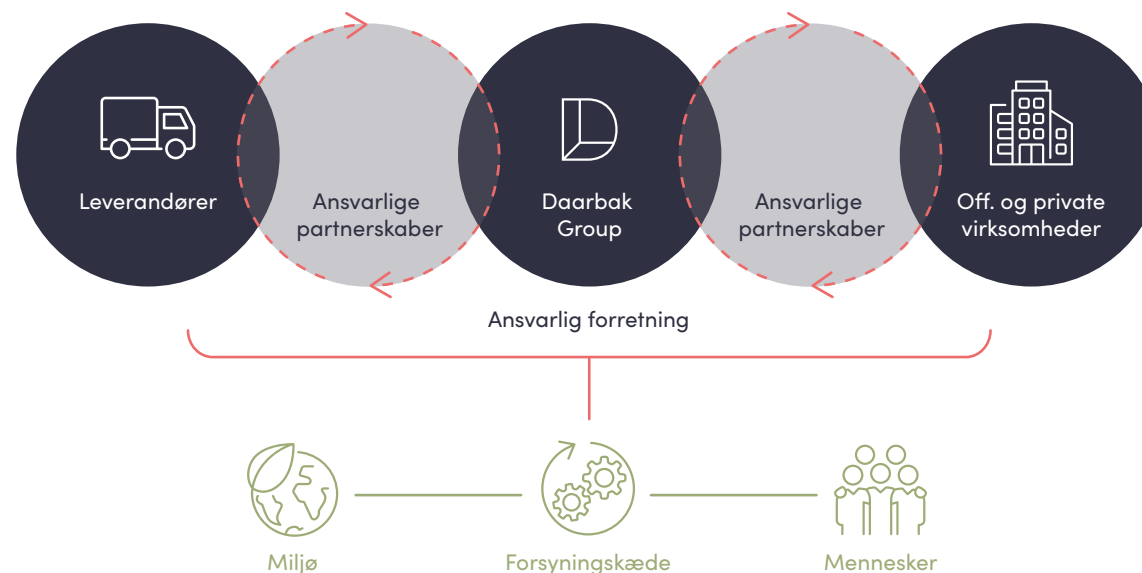 Leverandører
Ansvarlige
partnerskaber
Daarbak
Group
Ansvarlige
partnerskaber
Off. og private
virksomheder
Ansvarlig forretning
Miljø
Forsyningskæde
Mennesker